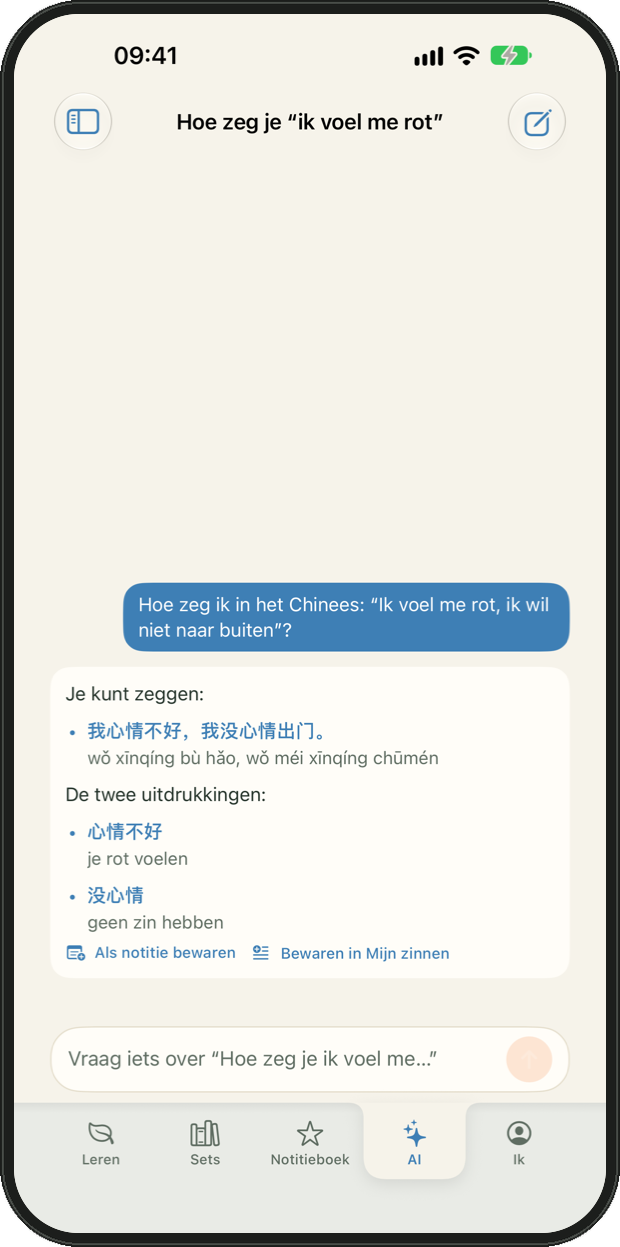 09:41
Hoe zeg je “ik voel me rot”
Hoe zeg ik in het Chinees: “Ik voel me rot, ik wil
niet naar buiten”?
Je kunt zeggen:
• 我心情不好，我没心情出门。
wǒ xīnqíng bù hǎo, wǒ méi xīnqíng chūmén
De twee uitdrukkingen:
• 心情不好
je rot voelen
• 没心情
geen zin hebben
Als notitie bewaren
Bewaren in Mijn zinnen
Vraag iets over “Hoe zeg je ik voel me...”
Leren
Sets
Notitieboek
AI
Ik